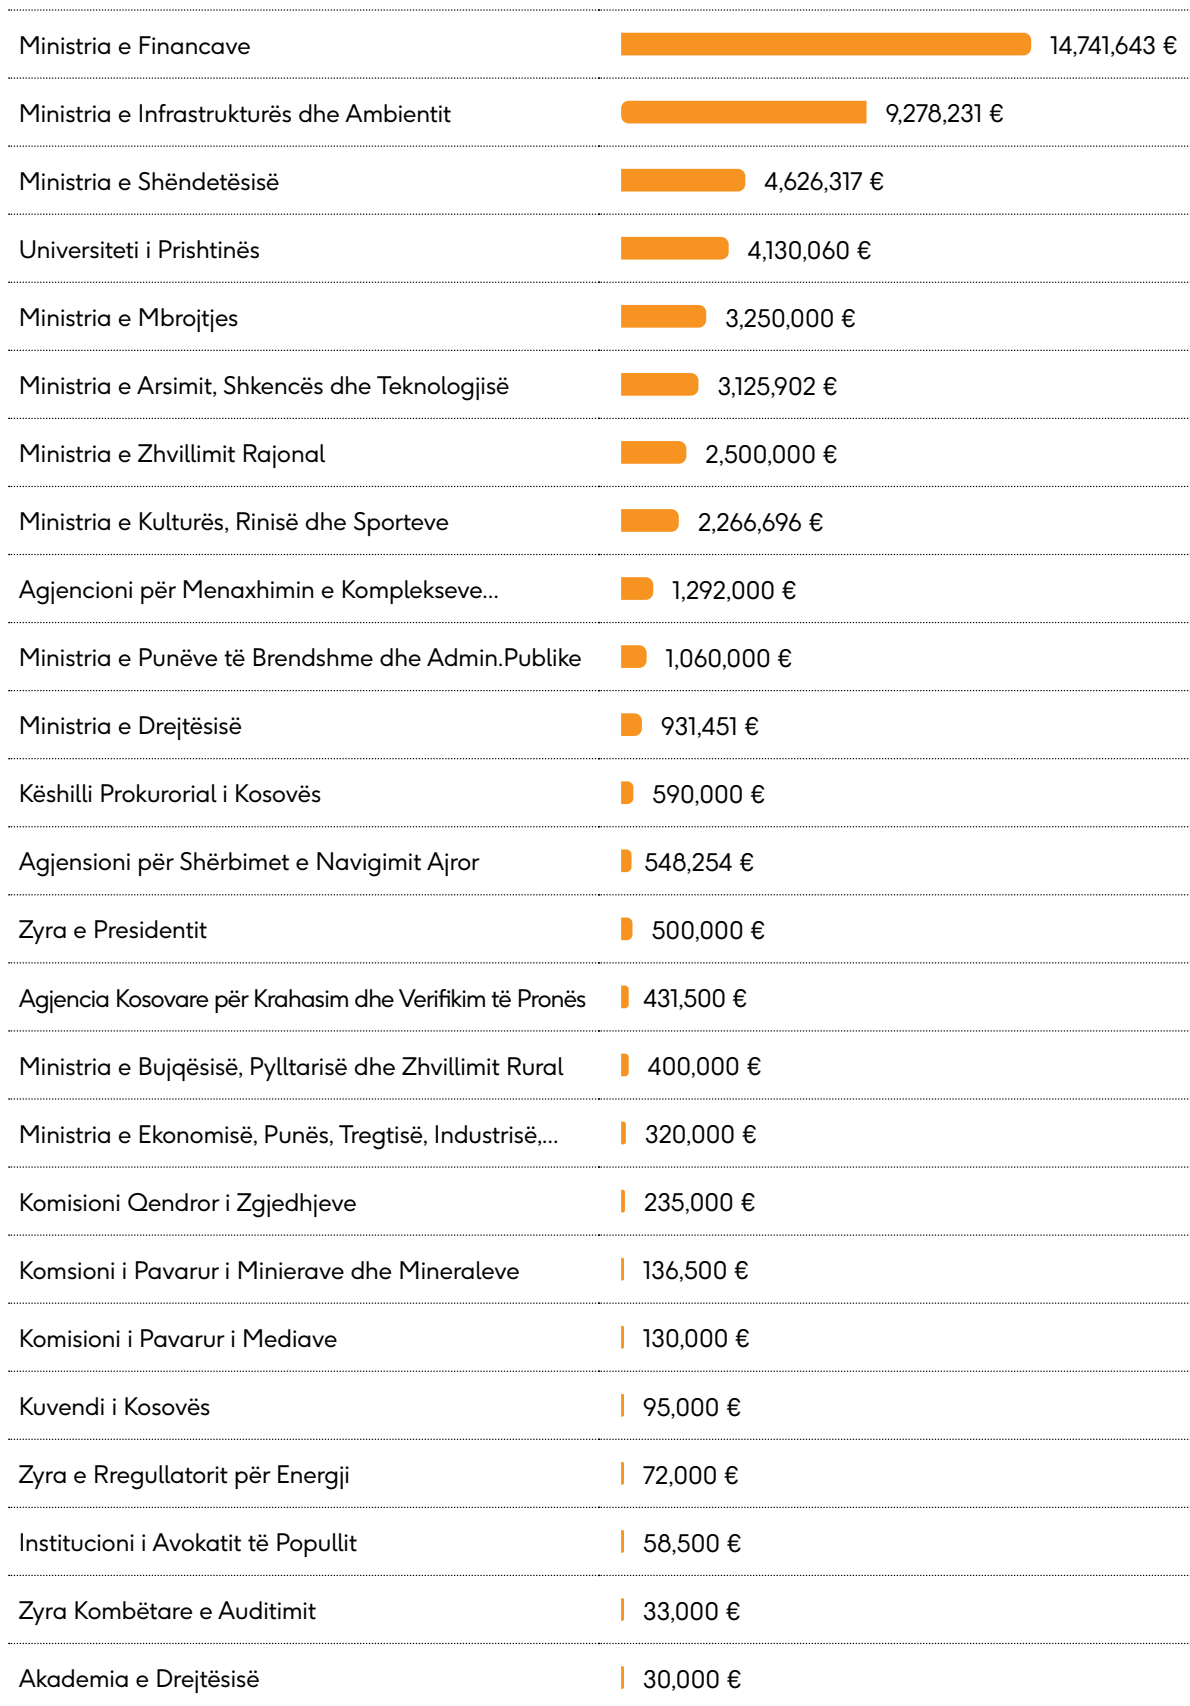 Ministria e Financave 14,741,643 €
Ministria e Infrastrukturës dhe Ambientit 9,278,231 €
Ministria e Shëndetësisë 4,626,317 €
Universiteti i Prishtinës 4,130,060 €
Ministria e Mbrojtjes 3,250,000 €
Ministria e Arsimit, Shkencës dhe Teknologjisë 3,125,902 €
Ministria e Zhvillimit Rajonal 2,500,000 €
Ministria e Kulturës, Rinisë dhe Sporteve 2,266,696 €
Agjencioni për Menaxhimin e Komplekseve... 1,292,000 €
Ministria e Punëve të Brendshme dhe Admin.Publike 1,060,000 €
Ministria e Drejtësisë 931,451 €
Këshilli Prokurorial i Kosovës 590,000 €
Agjensioni për Shërbimet e Navigimit Ajror 548,254 €
Zyra e Presidentit 500,000 €
Agjencia Kosovare për Krahasim dhe Verifikim të Pronës 431,500 €
Ministria e Bujqësisë, Pylltarisë dhe Zhvillimit Rural 400,000 €
Ministria e Ekonomisë, Punës, Tregtisë, Industrisë,... 320,000 €
Komisioni Qendror i Zgjedhjeve 235,000 €
Komsioni i Pavarur i Minierave dhe Mineraleve 136,500 €
Komisioni i Pavarur i Mediave 130,000 €
Kuvendi i Kosovës 95,000 €
Zyra e Rregullatorit për Energji 72,000 €
Institucioni i Avokatit të Popullit 58,500 €
Zyra Kombëtare e Auditimit 33,000 €
Akademia e Drejtësisë 30,000 €